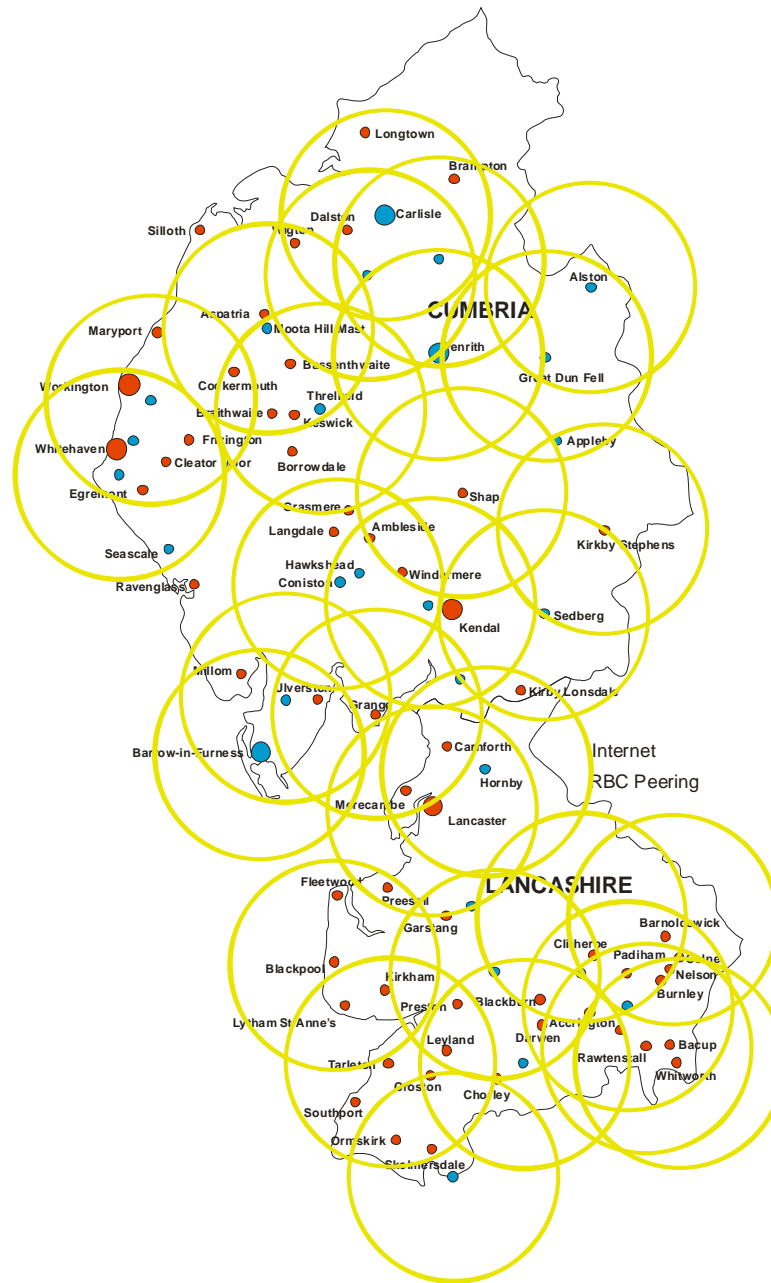 Longtown
Brampton
Carlisle
Dalston
Silloth
Alston
CUMBRIA
Aspatria
Moota Hill Mast
Maryport
Penrith
Great Dun Fell
Bassenthwaite
Cockermouth
Workington
Threlkeld
Braithwaite
Keswick
Frizington
Appleby
Whitehaven
Cleator Moor
Borrowdale
Egremont
Shap
Grasmere
Langdale
Ambleside
Kirkby Stephens
Seascale
Hawkshead
Windermere
Coniston
Ravenglass
Sedberg
Kendal
Millom
Ulverston
Kirby Lonsdale
Grange
Carnforth
Barrow-in-Furness
Internet
Hornby
RBC Peering
Morecambe
Lancaster
Fleetwood
LANCASHIRE
Preesall
Garstang
Barnoldswick
Clitheroe
Padiham
Colne
Blackpool
Nelson
Kirkham
Burnley
Preston
Blackburn
Lytham St Anne's
Accrington
Darwen
Leyland
Bacup
Rawtenstall
Tarleton
Whitworth
Croston
Chorley
Southport
Ormskirk
Skelmersdale